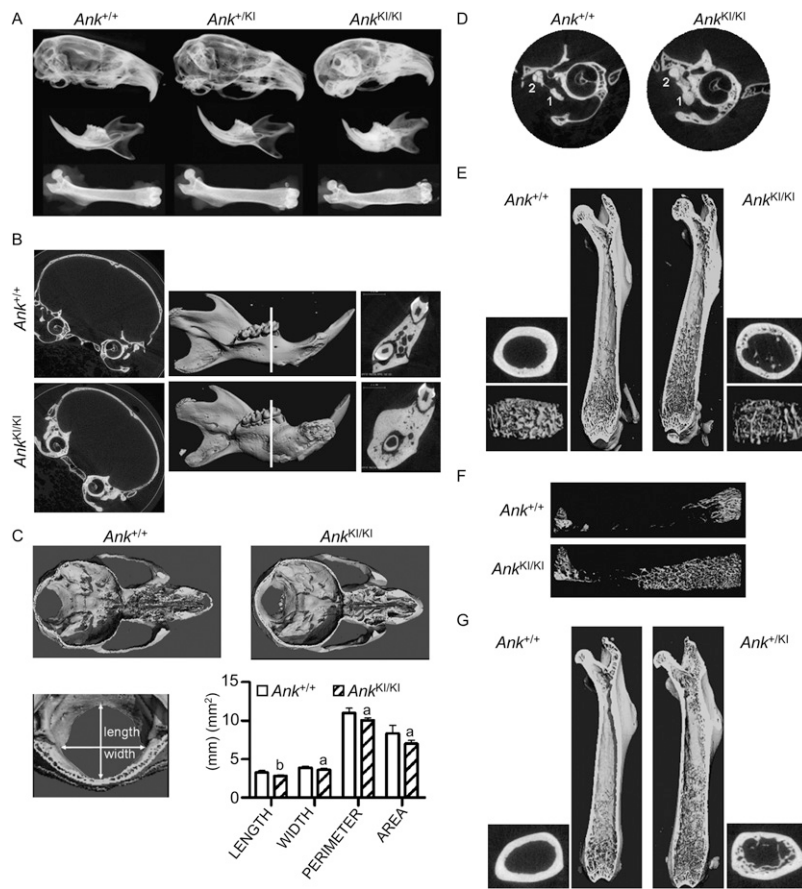 A
Ank+/+
Ank+/KI
AnkKI/KI
B
Ank+/+
AnkKI/KI
C
Ank+/+
AnkKI/KI
length
width
Ank+/+
AnkKI/KI
(mm) (mm2)
15
10
5
0
b
a
a
a
LENGTH
WIDTH
PERIMETER
AREA
D
Ank+/+
AnkKI/KI
2
1
2
1
E
Ank+/+
AnkKI/KI
F
Ank+/+
AnkKI/KI
G
Ank+/+
Ank+/KI